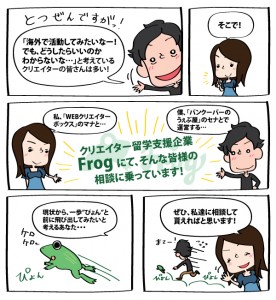 とつぜんですがっ!
「海外で活動してみたいなー!
でも、どうしたらいいのか
わからないな…」と考えている
クリエイターの皆さんは多い!
そこで!
私、「WEBクリエイター
ボックス」のマナと…
僕、「バンクーバーの
うぇぶ屋」のセナとで
運営する…
クリエイター留学支援企業
Frogにて、そんな皆様の
相談に乗っています!
現状から、一歩“ぴょん”と
前に飛び出してみたいと
考えるあなた・・・
ケロ
ケロ
ぴょん
ぜひ、私達に相談して
貰えればと思います!
まてー!
ぴょん